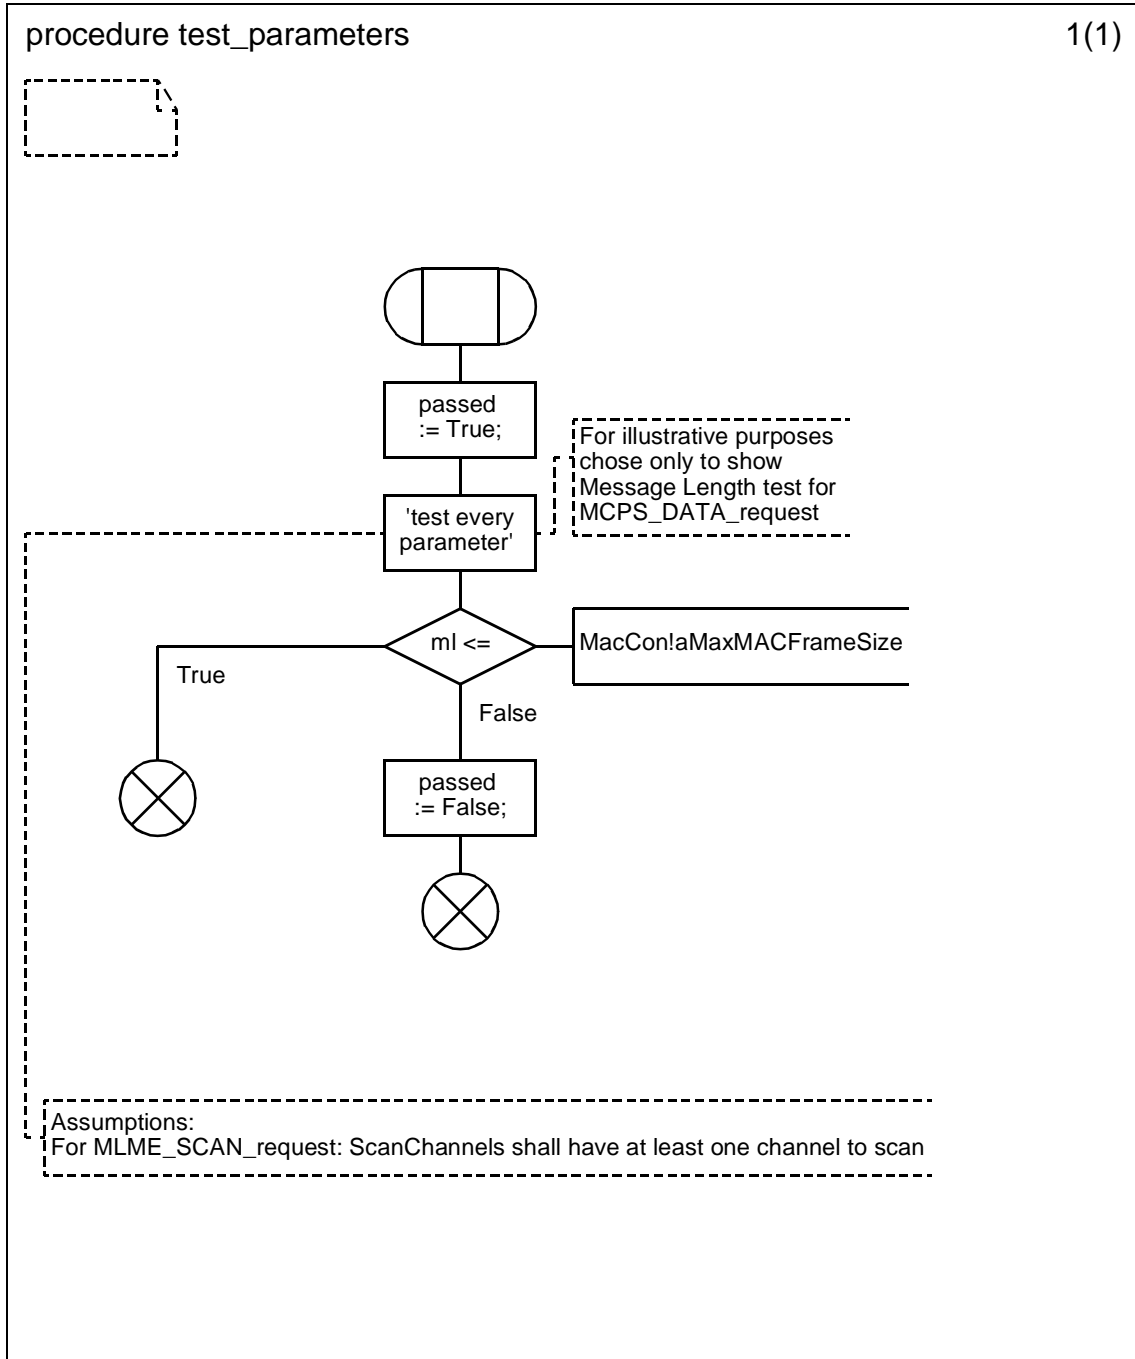 procedure test_parameters
1(1)
passed
:= True;
For illustrative purposes
chose only to show
Message Length test for
MCPS_DATA_request
'test every
parameter'
ml <=
MacCon!aMaxMACFrameSize
True
False
passed
:= False;
Assumptions:
For MLME_SCAN_request: ScanChannels shall have at least one channel to scan